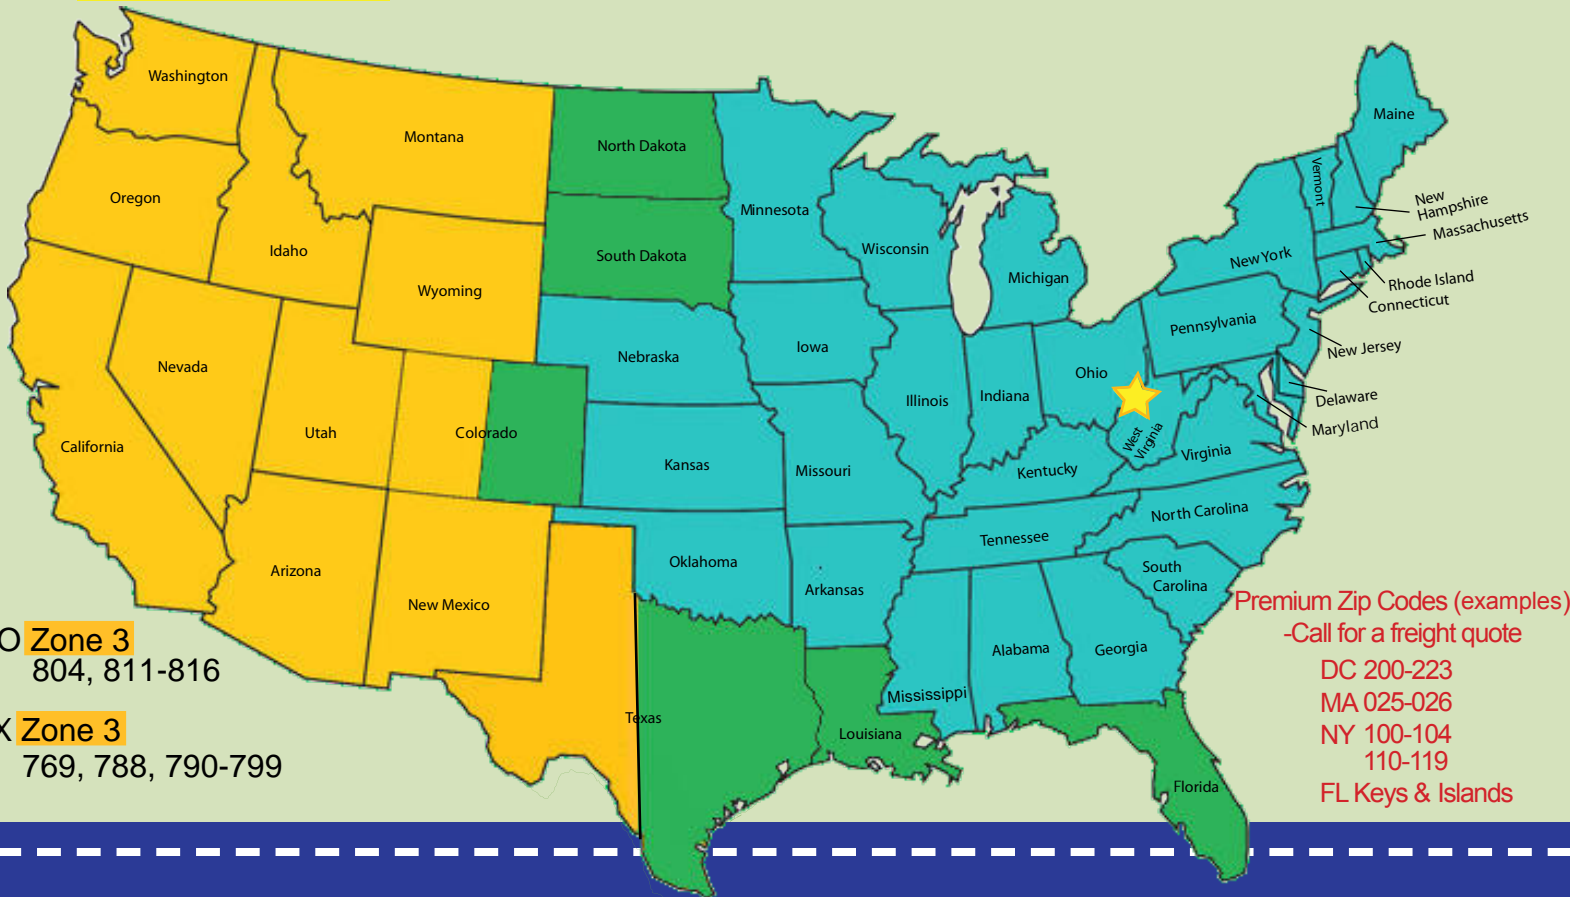 Washington
Montana
North Dakota
Minnesota
Maine
Vermont
New
Hampshire
Massachusetts
Oregon
Idaho
Wyoming
South Dakota
Wisconsin
Michigan
New York
Rhode Island
Connecticut
Pennsylvania
New Jersey
Nevada
Nebraska
Iowa
Ohio
Illinois
Indiana
Delaware
Maryland
California
Utah
Colorado
Kansas
Missouri
Kentucky
West
Virginia
Virginia
Arizona
New Mexico
Oklahoma
Arkansas
Tennessee
North Carolina
South
Carolina
Mississippi
Alabama
Georgia
Texas
Louisiana
Florida
O Zone 3
804, 811-816
X Zone 3
769, 788, 790-799
Premium Zip Codes (examples)
-Call for a freight quote
DC 200-223
MA 025-026
NY 100-104
110-119
FL Keys & Islands